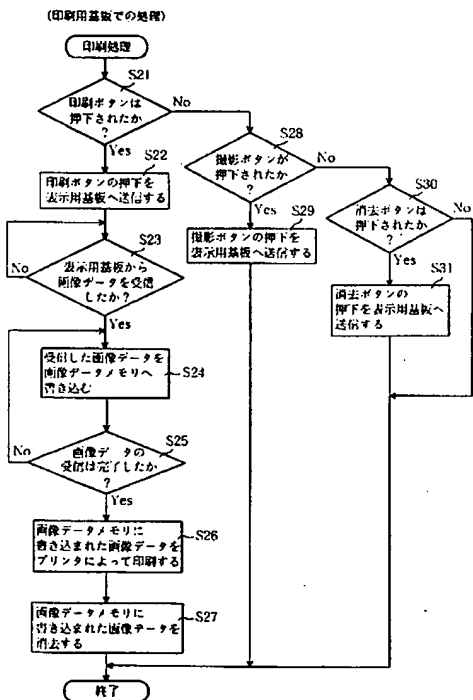 (印刷用基板での処理)
印刷処理
S21
印刷ボタンは
押下されたか
?
No
Yes
S22
印刷ボタンの押下を
表示用基板へ送信する
S23
表示用基板から
画像データを受信
したか?
No
Yes
受信した画像データを
画像データメモリへ
書き込む
S24
S25
画像データの
受信は完了したか
?
No
Yes
画像データメモリに
書き込まれた画像データを
プリンタによって印刷する
S26
画像データメモリに
書き込まれた画像データを
消去する
S27
終了
S28
撮影ボタンが
押下されたか
?
No
Yes
S29
撮影ボタンの押下を
表示用基板へ送信する
S30
消去ボタンは
押下されたか
?
No
Yes
S31
消去ボタンの
押下を表示用基板へ
送信する